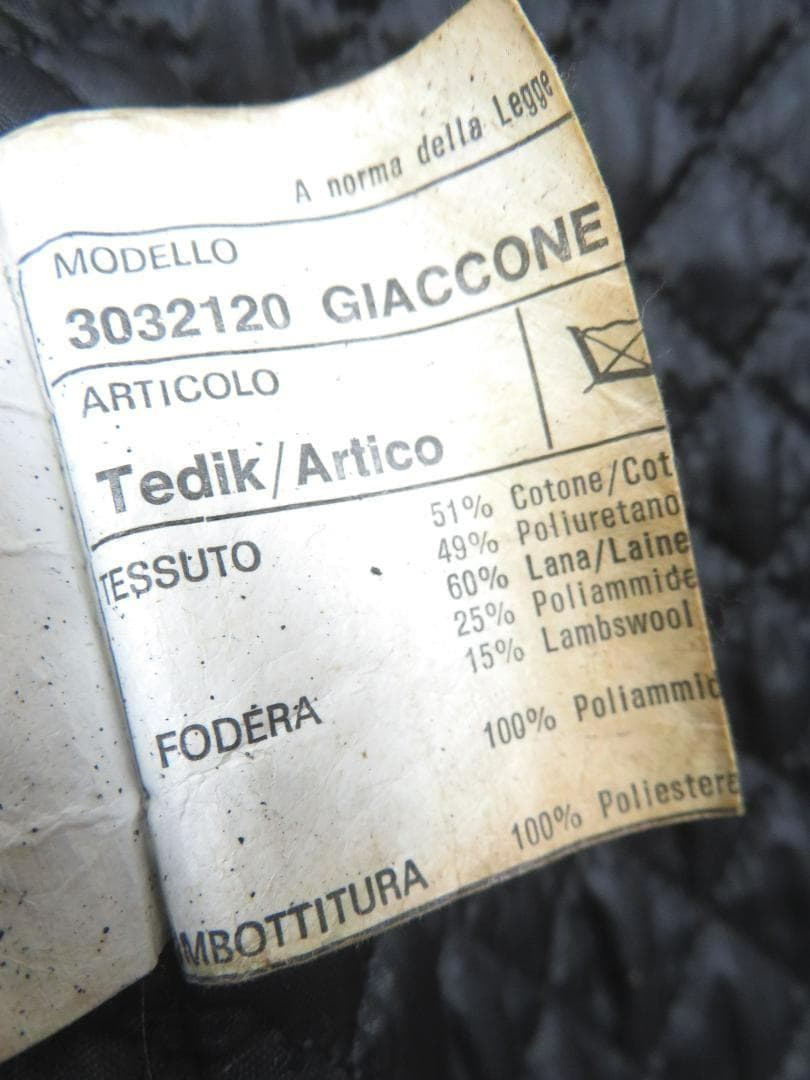 A norma della Legge
MODELLO
3032120 GIACCONE
ARTICOLO
Tedik/Artico
TESSUTO
51% Cotone/Cot
49% Poliuretano
60% Lana/Laine
25% Poliammide
15% Lambswool
FODERA
100% Poliammid
100% Poliestere
MBOTTITURA